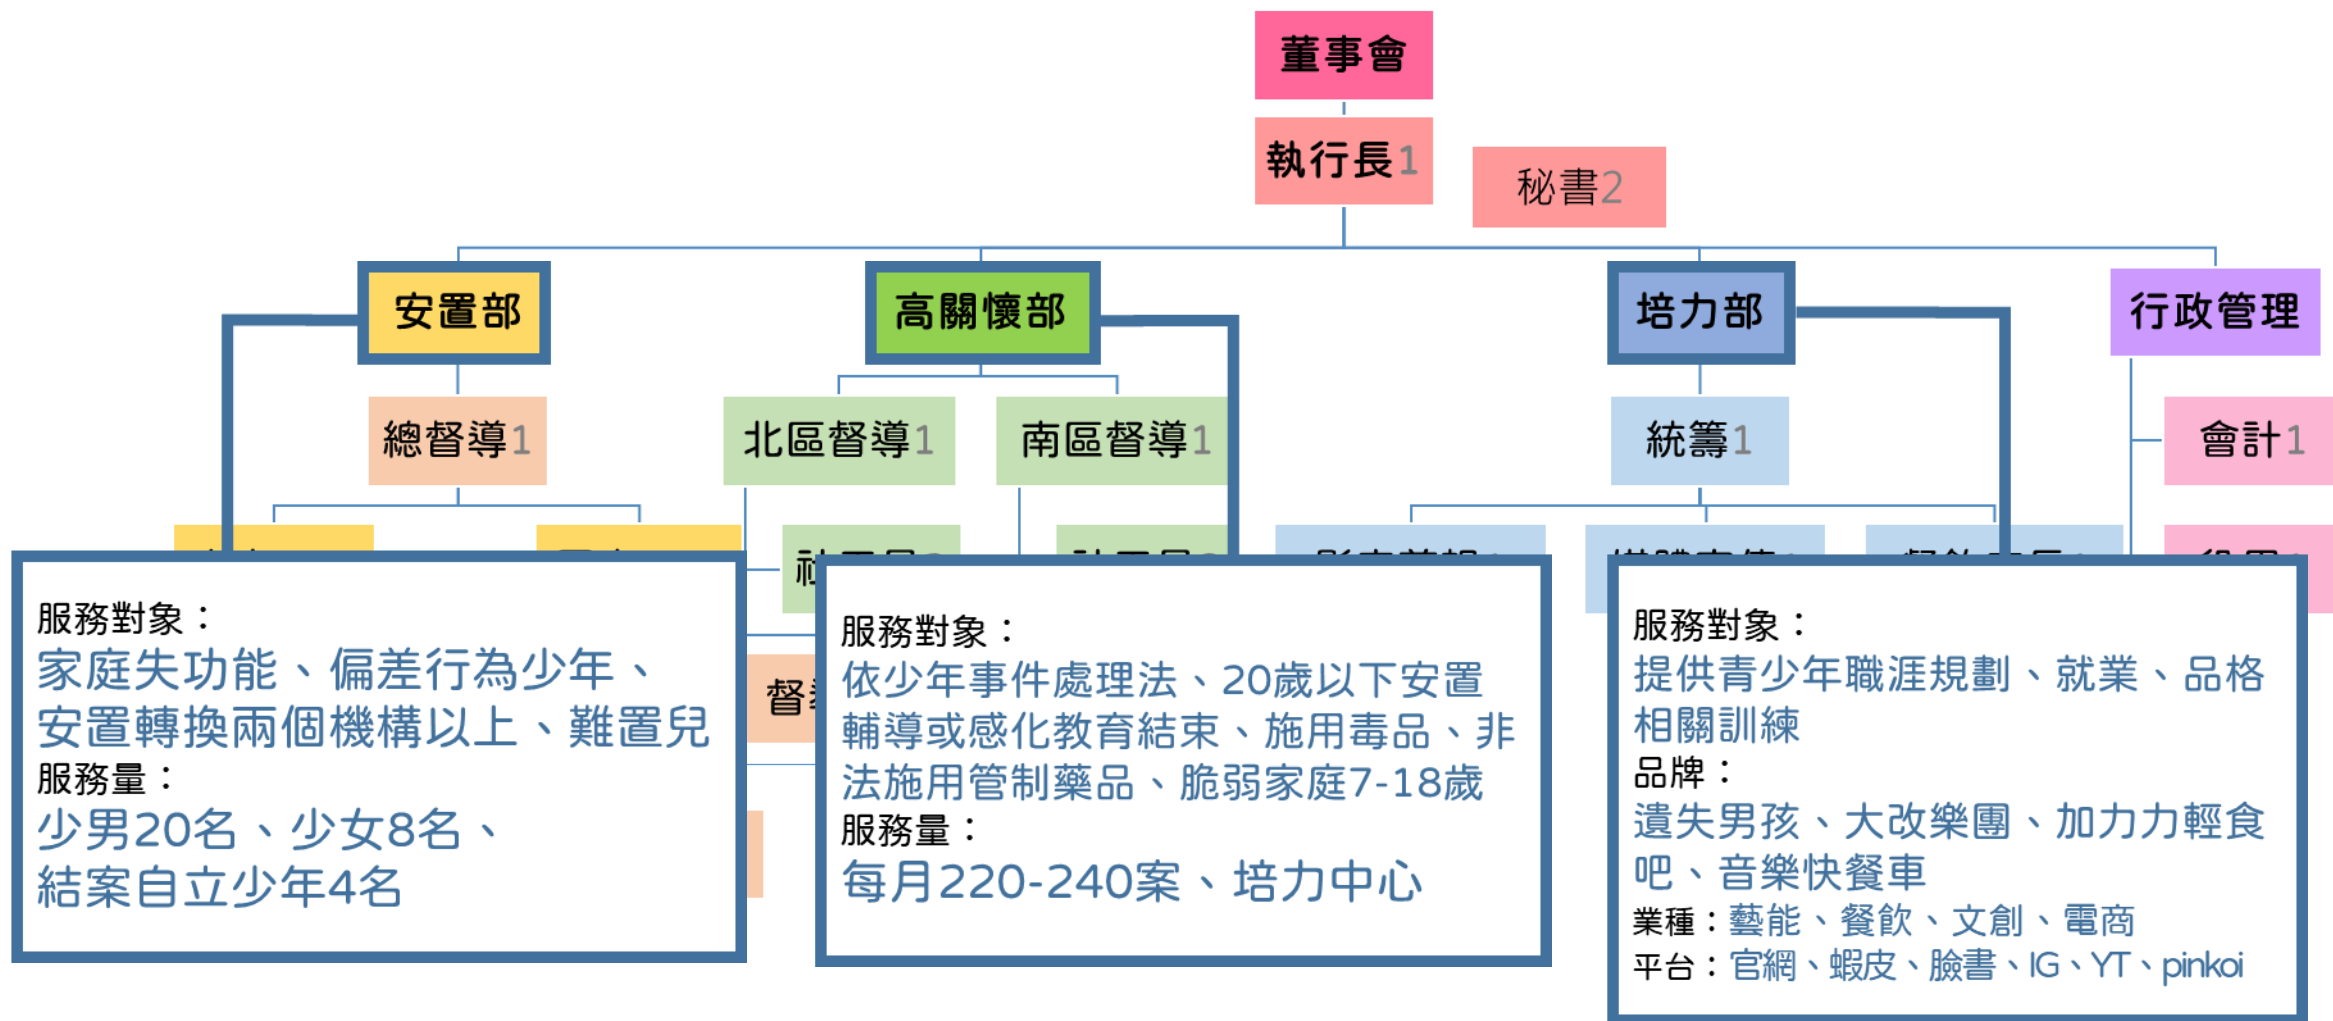 董事會
執行長1
秘書2
安置部
高關懷部
培力部
行政管理
總督導1
北區督導1
南區督導1
統籌1
會計1
服務對象：
家庭失功能、偏差行為少年、
安置轉換兩個機構以上、難置兒
服務量：
少男20名、少女8名、
結案自立少年4名
督
服務對象：
依少年事件處理法、20歲以下安置
輔導或感化教育結束、施用毒品、非
法施用管制藥品、脆弱家庭7-18歲
服務量：
每月220-240案、培力中心
服務對象：
提供青少年職涯規劃、就業、品格
相關訓練
品牌：
遺失男孩、大改樂團、加力力輕食
吧、音樂快餐車
業種：藝能、餐飲、文創、電商
平台：官網、蝦皮、臉書、IG、YT、pinkoi